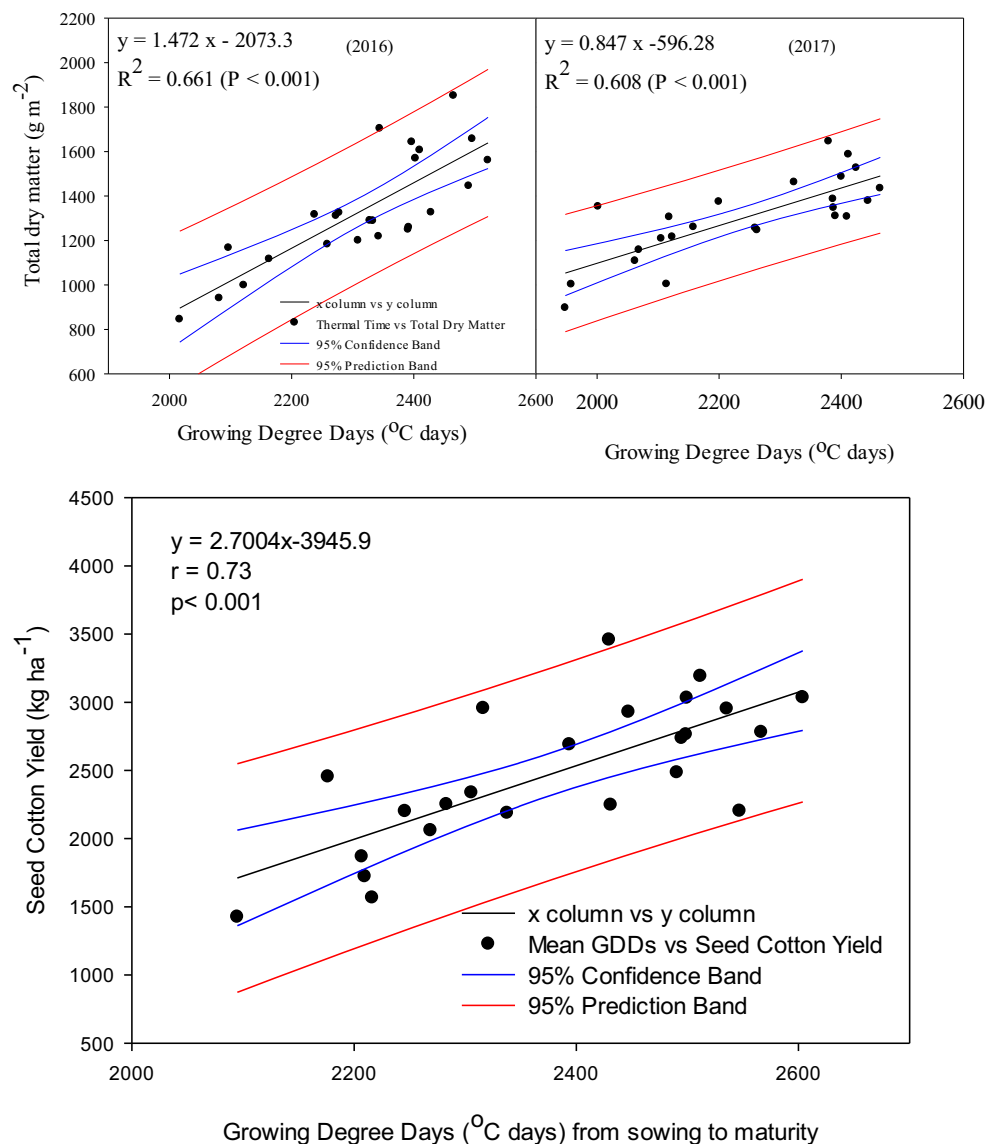 y = 1.472 x - 2073.3
(2016)
R2 = 0.661 (P < 0.001)
y = 0.847 x -596.28
(2017)
R2 = 0.608 (P < 0.001)
Total dry matter (g m-2)
2200
2000
1800
1600
1400
1200
1000
800
600
x column vs y column
Thermal Time vs Total Dry Matter
95% Confidence Band
95% Prediction Band
2000 2200 2400 2600
2000 2200 2400 2600
Growing Degree Days (oC days)
Growing Degree Days (oC days)
y = 2.7004x-3945.9
r = 0.73
p< 0.001
Seed Cotton Yield (kg ha-1)
4500
4000
3500
3000
2500
2000
1500
1000
500
x column vs y column
Mean GDDs vs Seed Cotton Yield
95% Confidence Band
95% Prediction Band
2000 2200 2400 2600
Growing Degree Days (oC days) from sowing to maturity